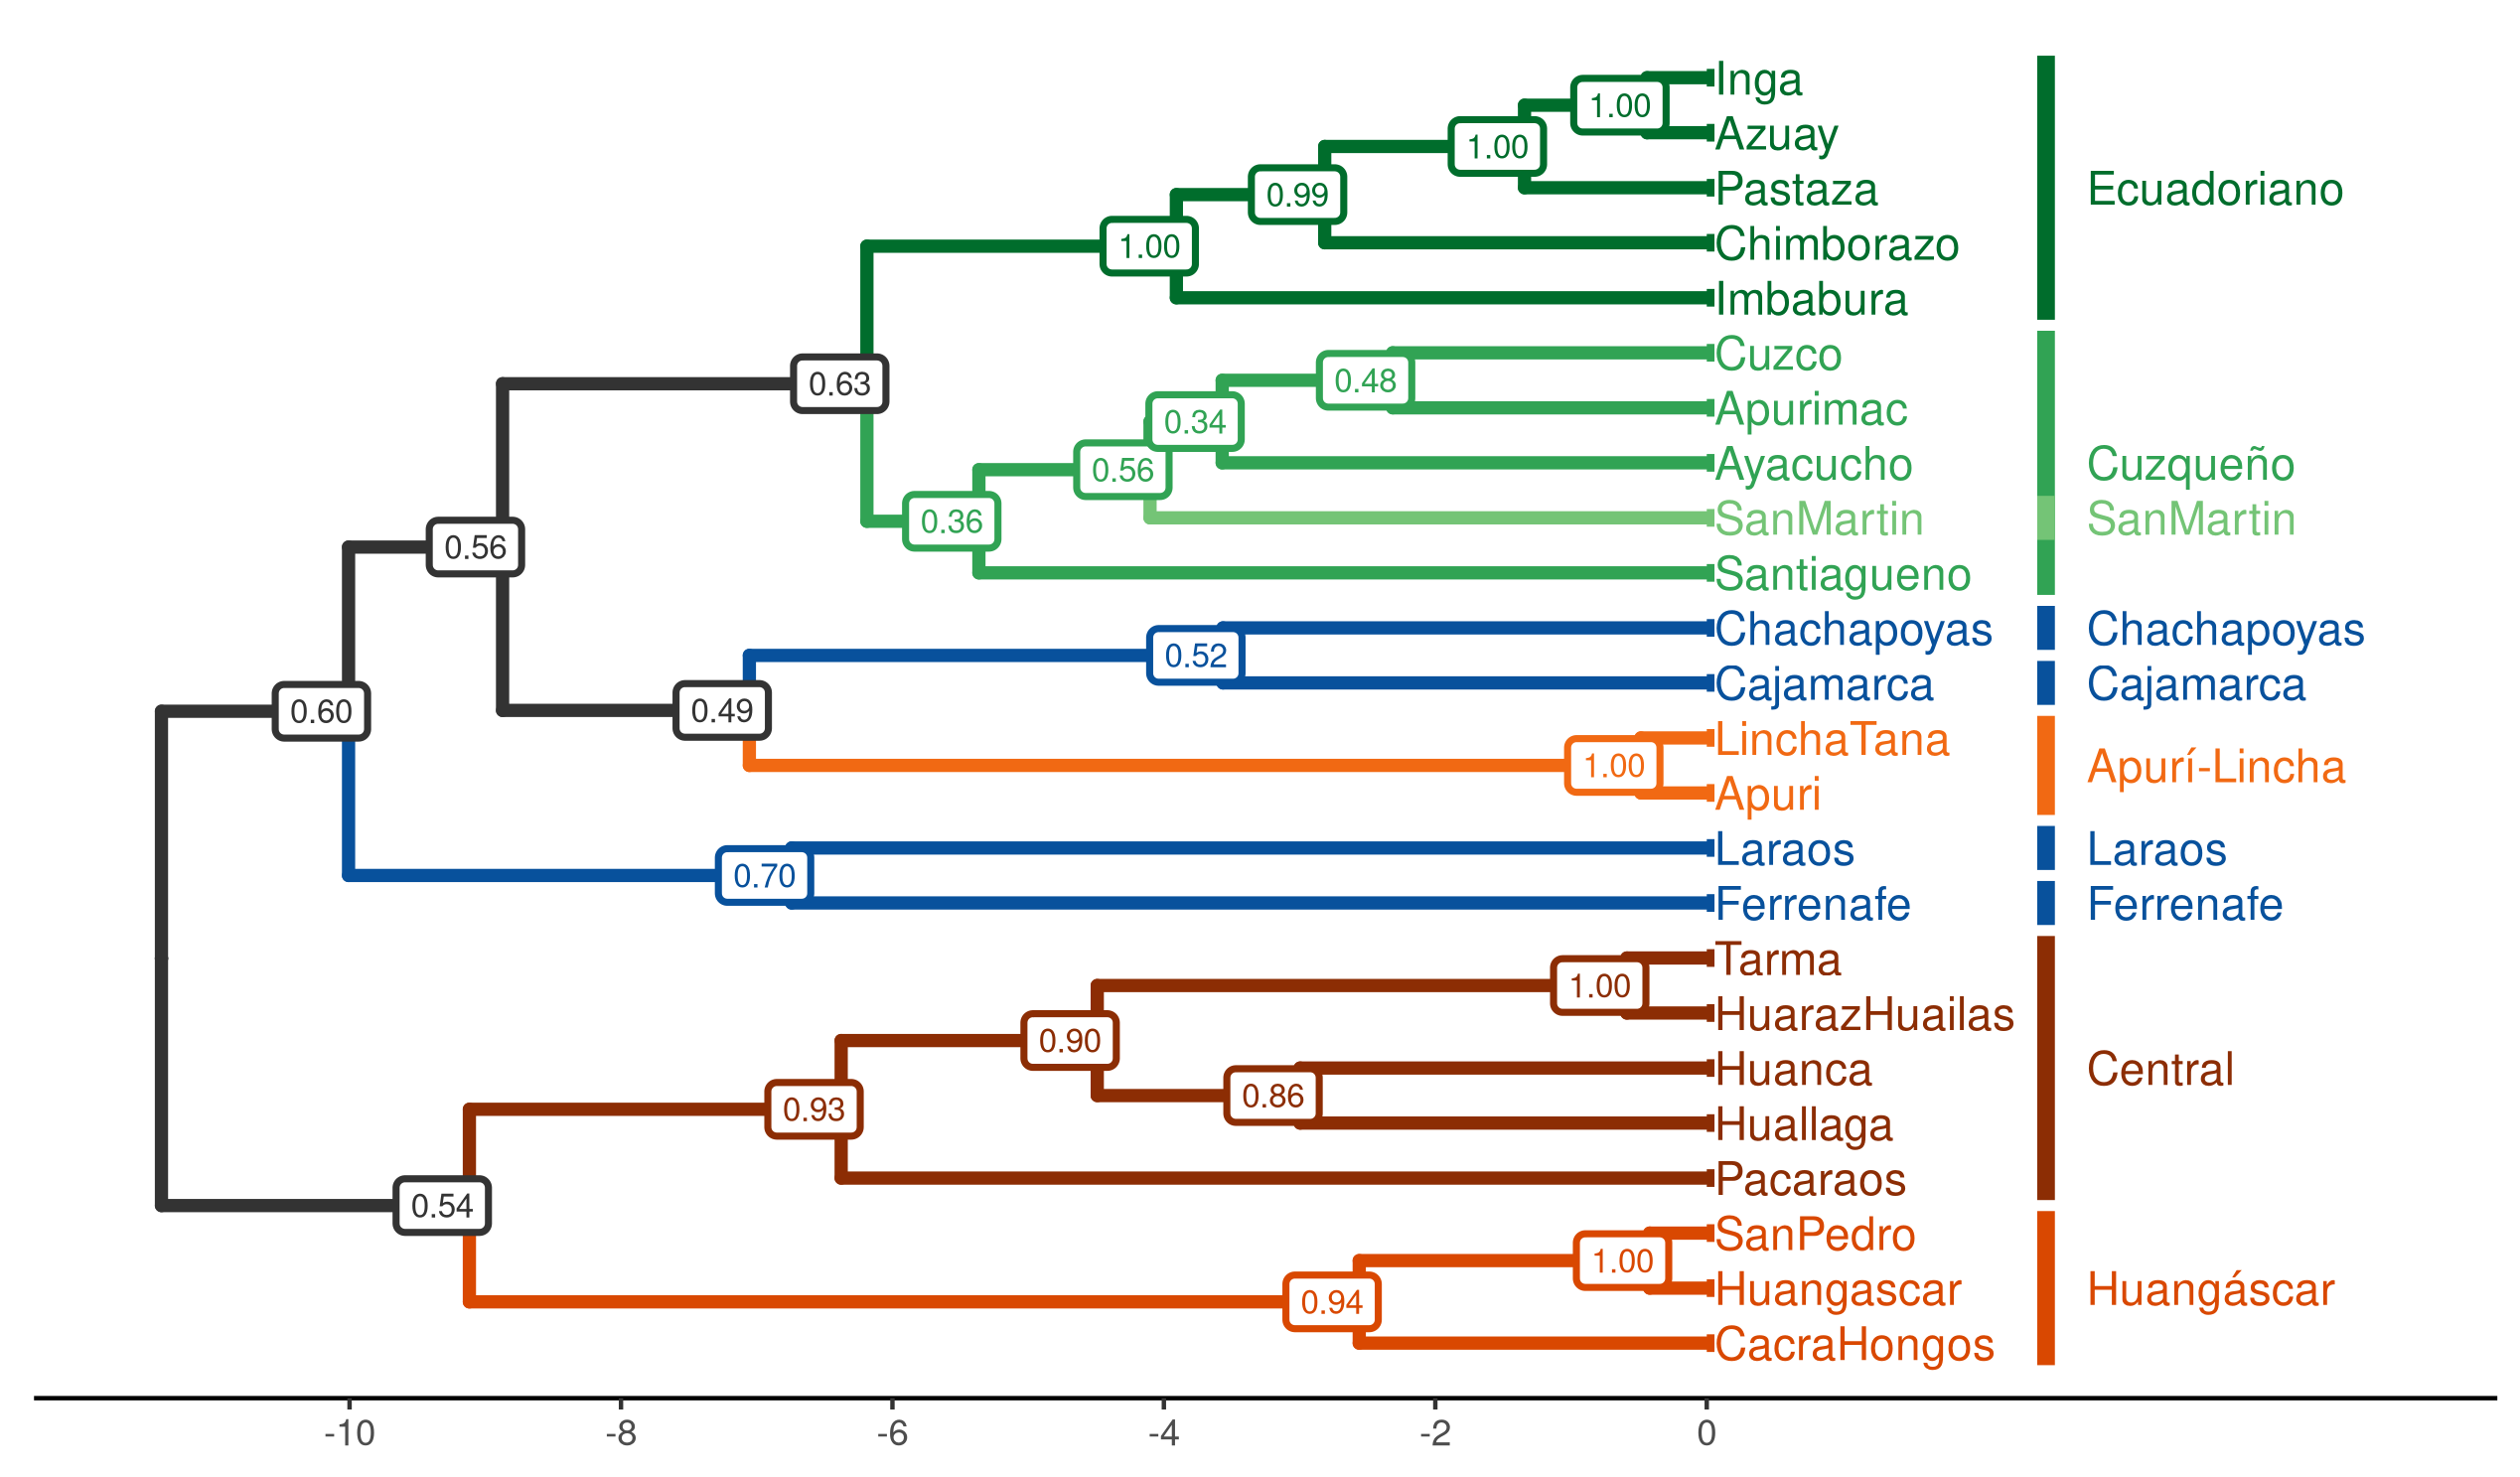 Inga
1.00
Azuay
1.00
Pastaza
0.99
Ecuadoriano
Chimborazo
1.00
Imbabura
Cuzco
0.63
0.48
Apurimac
0.34
Ayacucho
0.56
Cuzqueño
SanMartin
SanMartin
0.36
0.56
Santiagueno
Chachapoyas
Chachapoyas
0.52
Cajamarca
Cajamarca
0.60
0.49
LinchaTana
1.00
Apurí-Lincha
Apuri
Laraos
Laraos
0.70
Ferrenafe
Ferrenafe
Tarma
1.00
HuarazHuailas
0.90
Huanca
Central
0.86
0.93
Huallaga
Pacaraos
0.54
SanPedro
1.00
Huangascar
Huangáscar
0.94
CacraHongos
-10 -8 -6 -4 -2 0